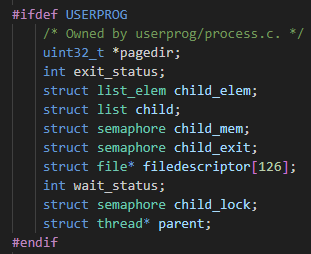 #ifdef USERPROG
/* Owned by userprog/process.c. */
uint32_t *pagedir;
int exit_status;
struct list_elem child_elem;
struct list child;
struct semaphore child_mem;
struct semaphore child_exit;
struct file* filedescriptor[126];
int wait_status;
struct semaphore child_lock;
struct thread* parent;
#endif